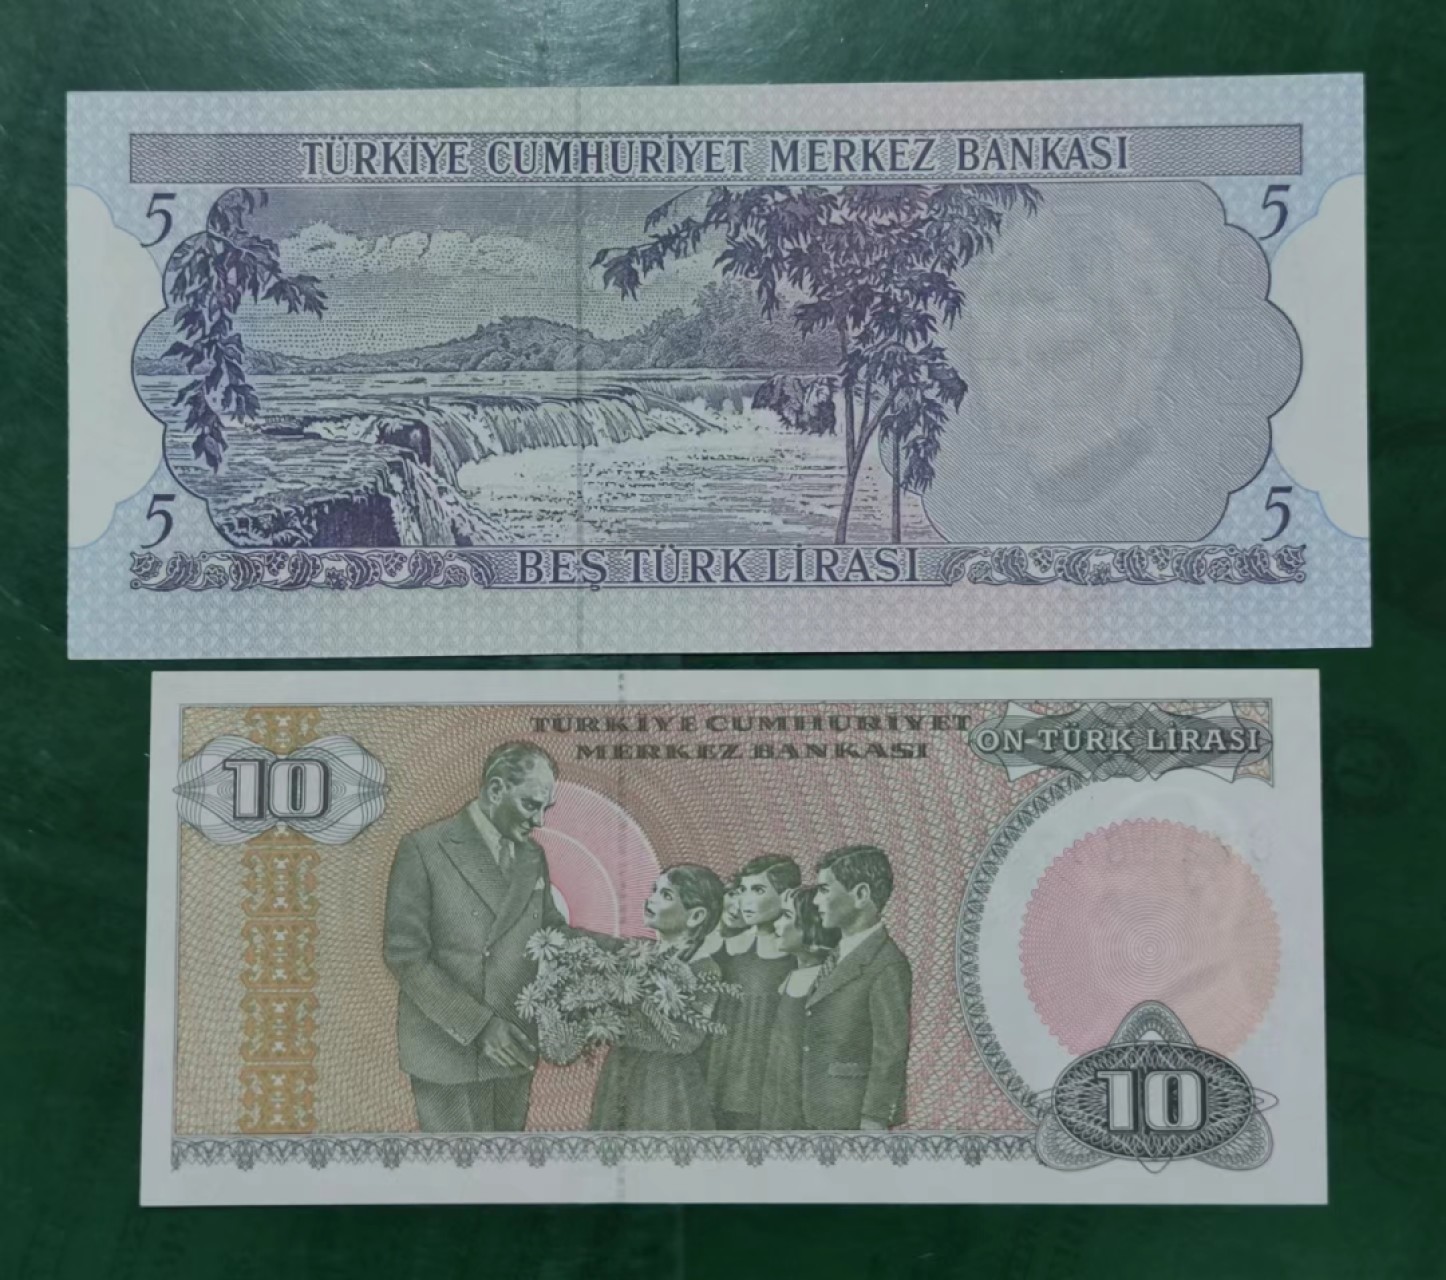 TÜRKİYE CUMHURİYET MERKEZ BANKASI
5 5
5 5
BEŞ TÜRK LİRASI
TÜRKİYE CUMHURİYET
MERKEZ BANKASI
ON-TÜRK LİRASI
10
10